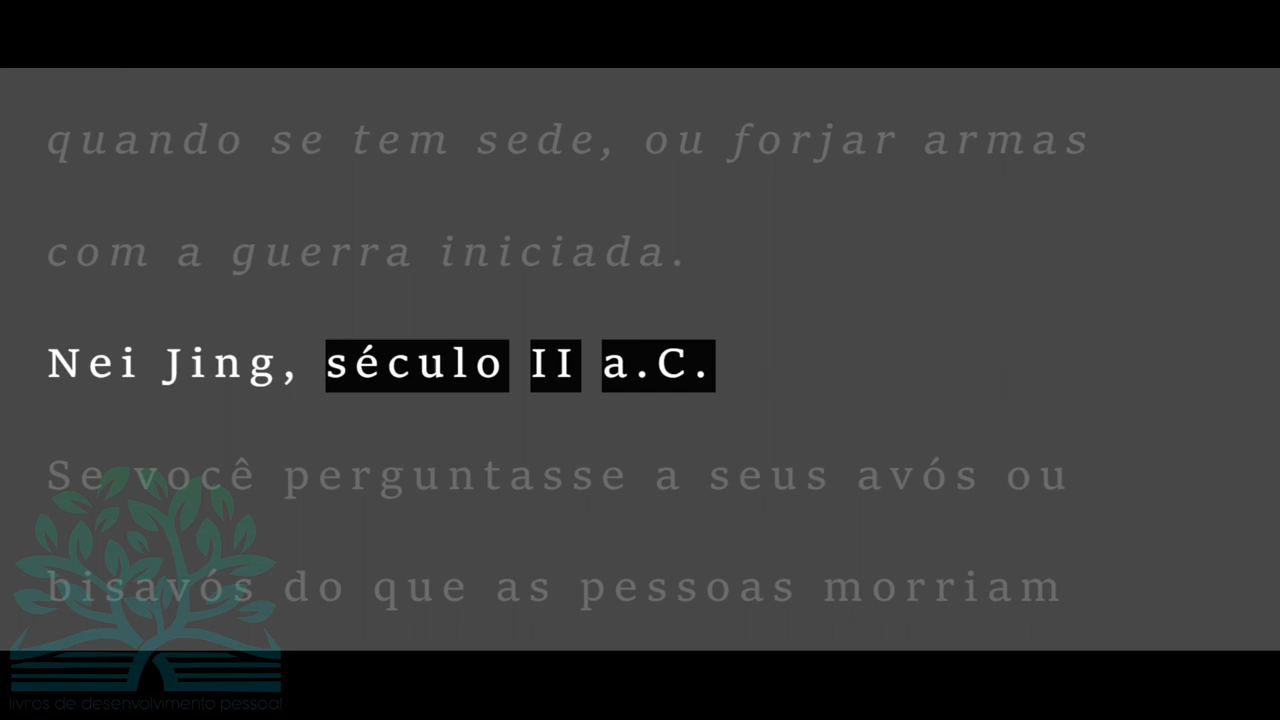 quando se tem sede, ou forjar armas
com a guerra iniciada.
Nei Jing, século II a.C.
Se você perguntasse a seus avós ou
bisavós do que as pessoas morriam
livros de desenvolvimento pessoal